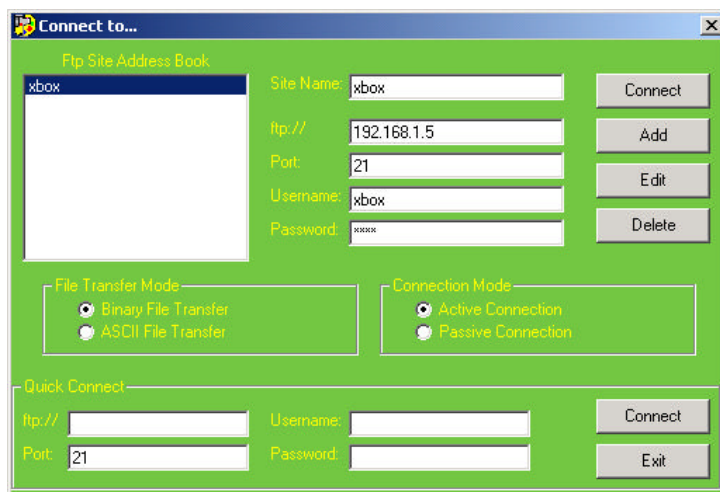 Connect to...
Ftp Site Address Book
xbox
Site Name: xbox
ftp:// 192.168.1.5
Port: 21
Username: xbox
Password: ****
Connect
Add
Edit
Delete
File Transfer Mode
Binary File Transfer
ASCII File Transfer
Connection Mode
Active Connection
Passive Connection
Quick Connect
ftp://
Port: 21
Username:
Password:
Connect
Exit